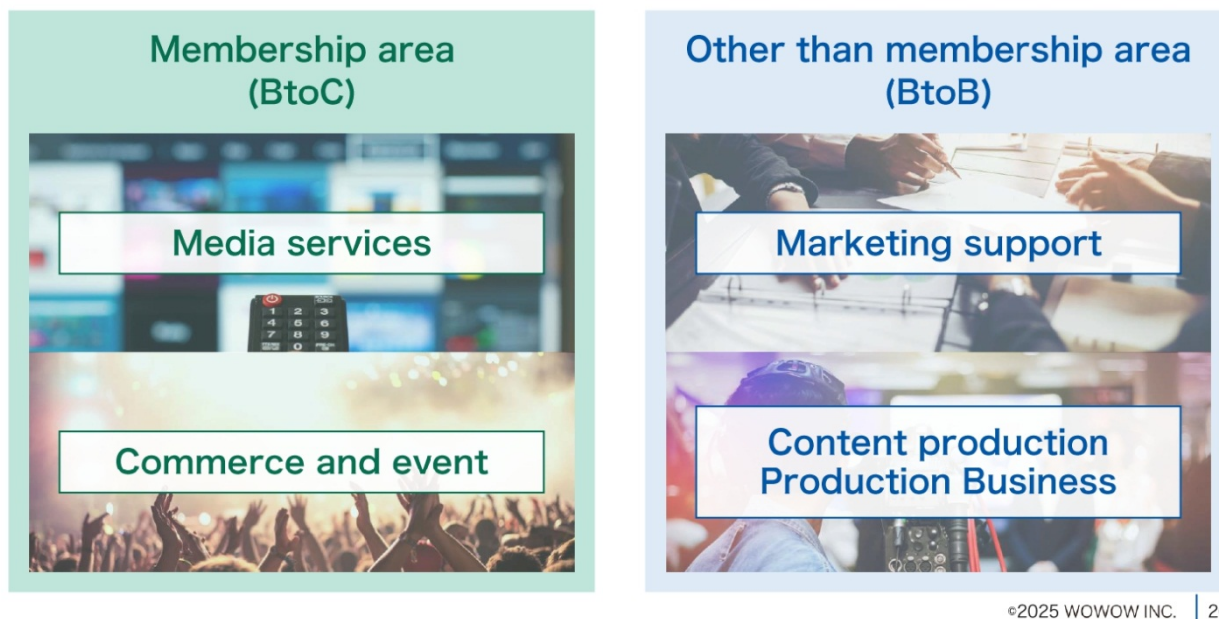 Membership area
(BtoC)
Media services
Commerce and event
Other than membership area
(BtoB)
Marketing support
Content production
Production Business
©2025 WOWOW INC.
2